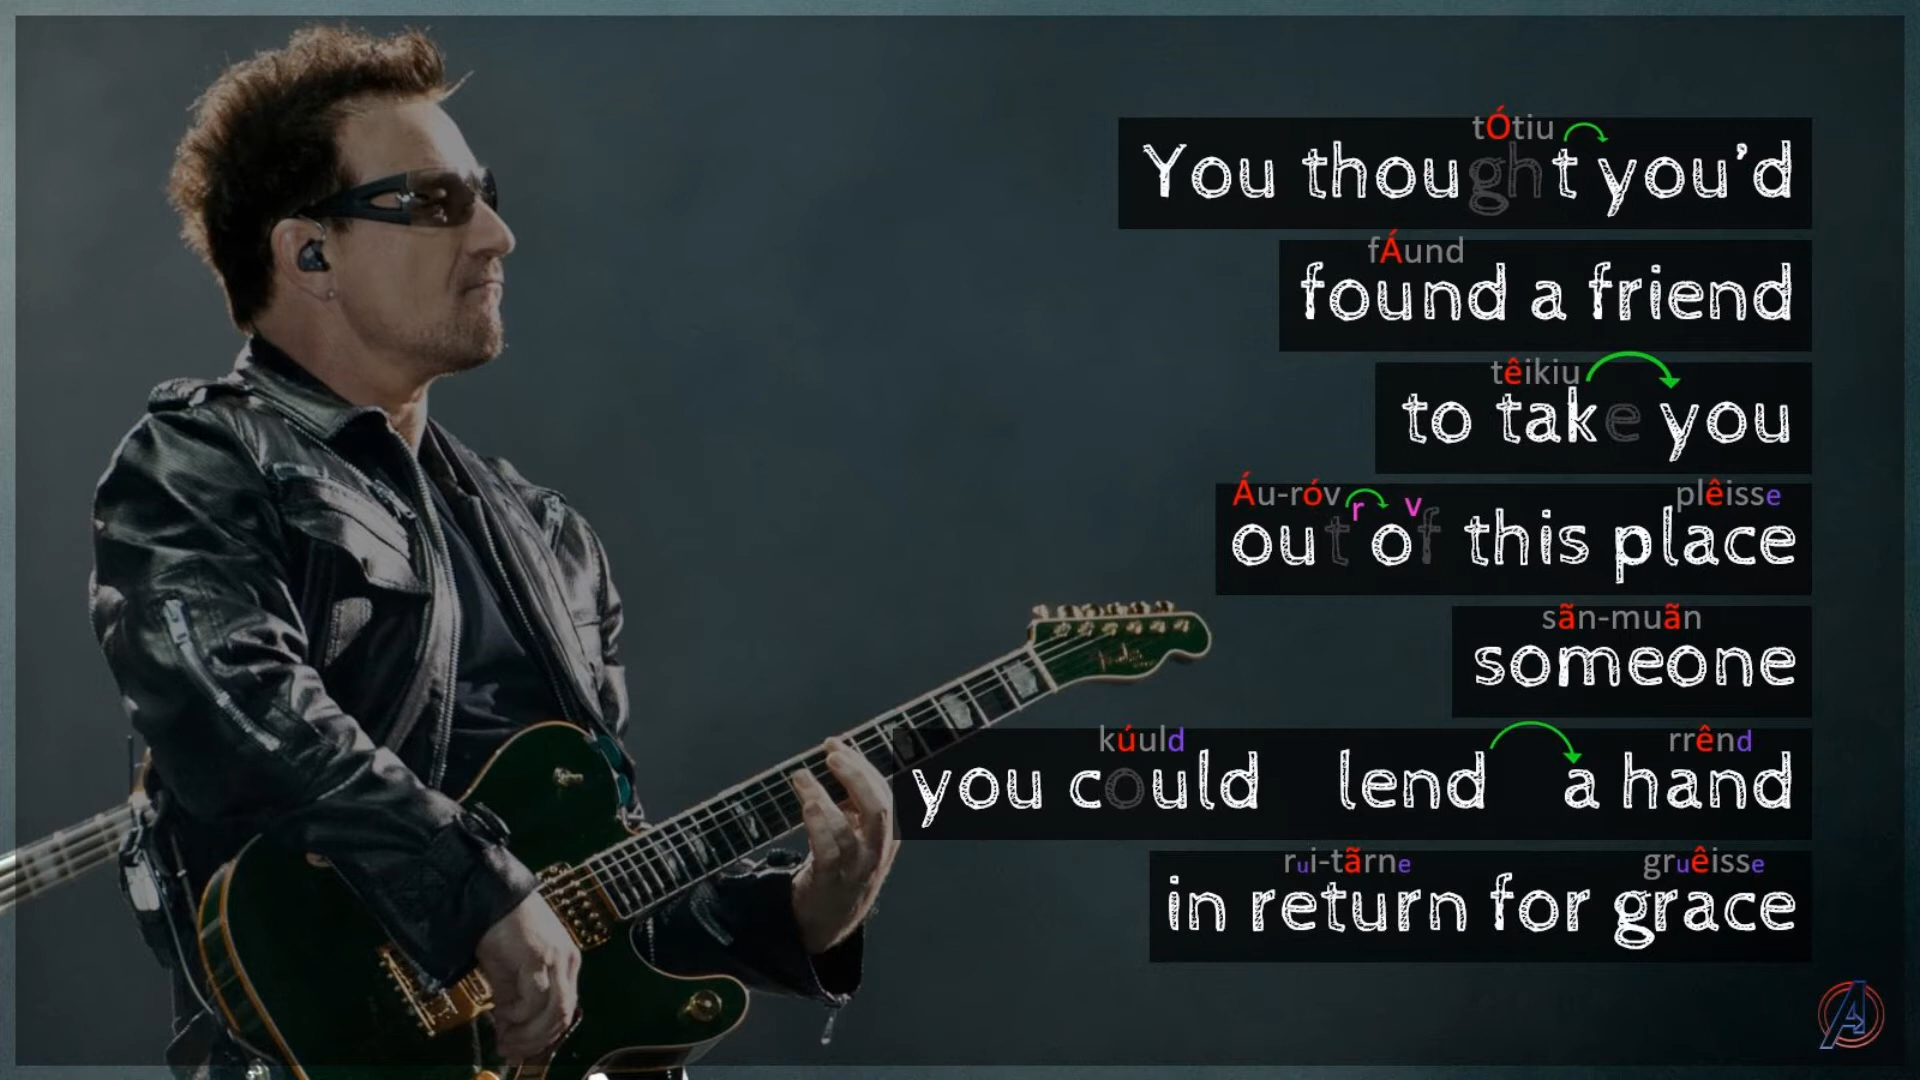 tÓtiu
You thought you'd
fÁund
found a friend
têikiu
to take you
Áu-róv r v plêisse
out of this place
sãn-muãn
someone
kúuld rrênd
you could lend a hand
rui-tãrne gruêisse
in return for grace